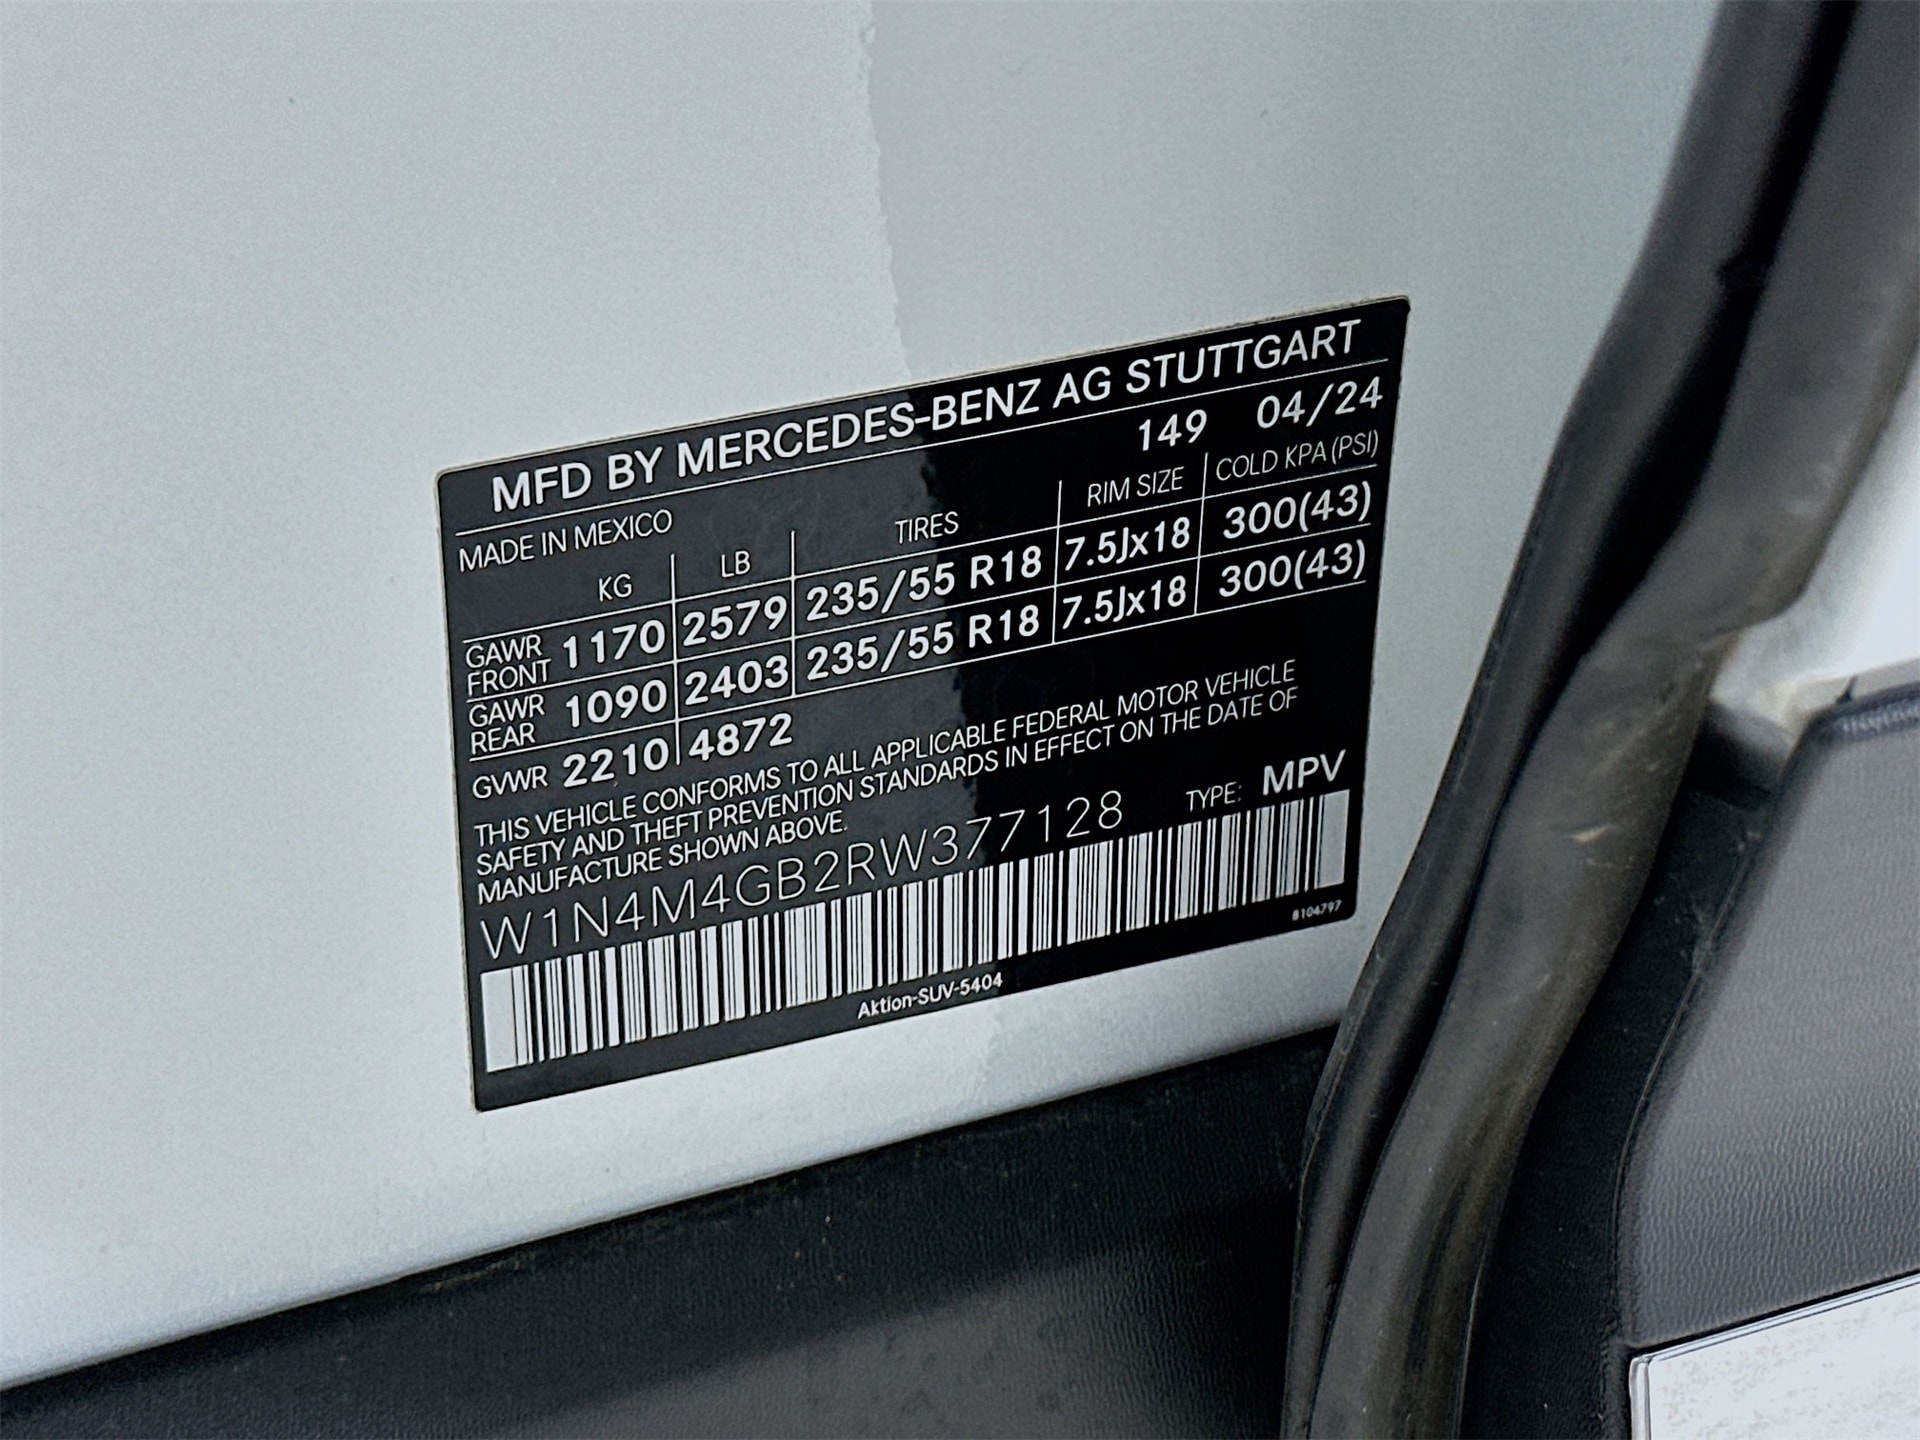 MFD BY MERCEDES-BENZ AG STUTTGART
MADE IN MEXICO 149 04/24
KG LB TIRES RIM SIZE COLD KPA (PSI)
GAWR FRONT 1170 2579 235/55 R18 7.5Jx18 300(43)
GAWR REAR 1090 2403 235/55 R18 7.5Jx18 300(43)
GVWR 2210 4872
THIS VEHICLE CONFORMS TO ALL APPLICABLE FEDERAL MOTOR VEHICLE
SAFETY AND THEFT PREVENTION STANDARDS IN EFFECT ON THE DATE OF
MANUFACTURE SHOWN ABOVE.
W1N4M4GB2RW377128 TYPE: MPV
8104797
Aktion-SUV-5404